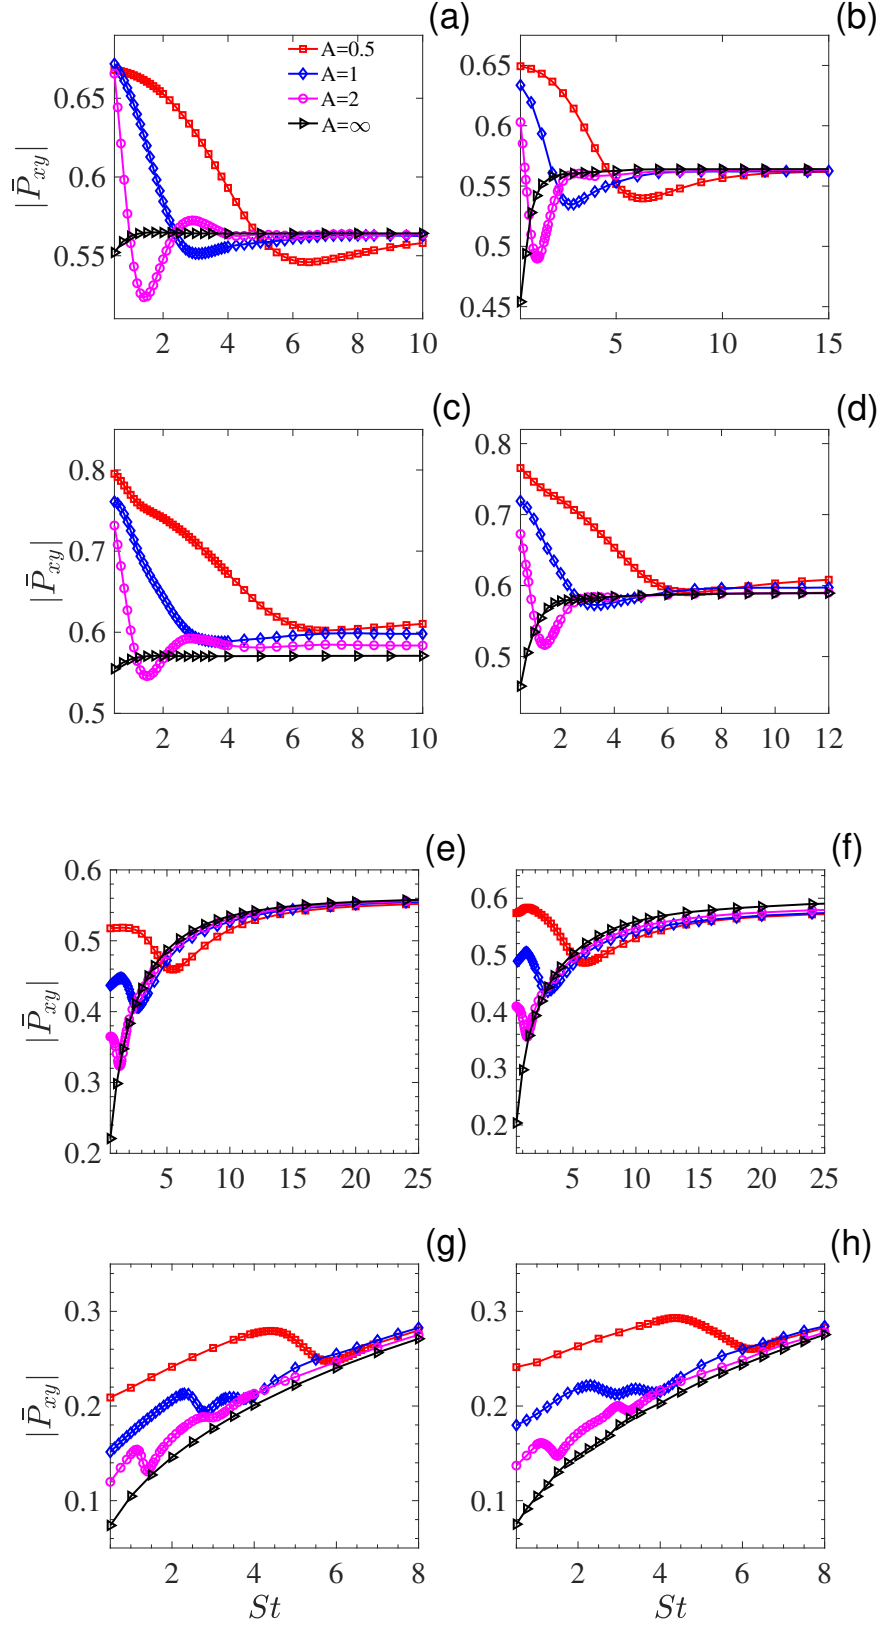 (a)
A=0.5
A=1
A=2
A=∞
0.65
0.6
0.55
|P̄xy|
2 4 6 8 10
(b)
0.65
0.6
0.55
0.5
0.45
5 10 15
(c)
0.8
0.7
0.6
0.5
|P̄xy|
2 4 6 8 10
(d)
0.8
0.7
0.6
0.5
2 4 6 8 10 12
(e)
0.6
0.5
0.4
0.3
0.2
|P̄xy|
5 10 15 20 25
(f)
0.6
0.5
0.4
0.3
0.2
5 10 15 20 25
(g)
0.3
0.2
0.1
|P̄xy|
2 4 6 8
St
(h)
0.3
0.2
0.1
|P̄xy|
2 4 6 8
St